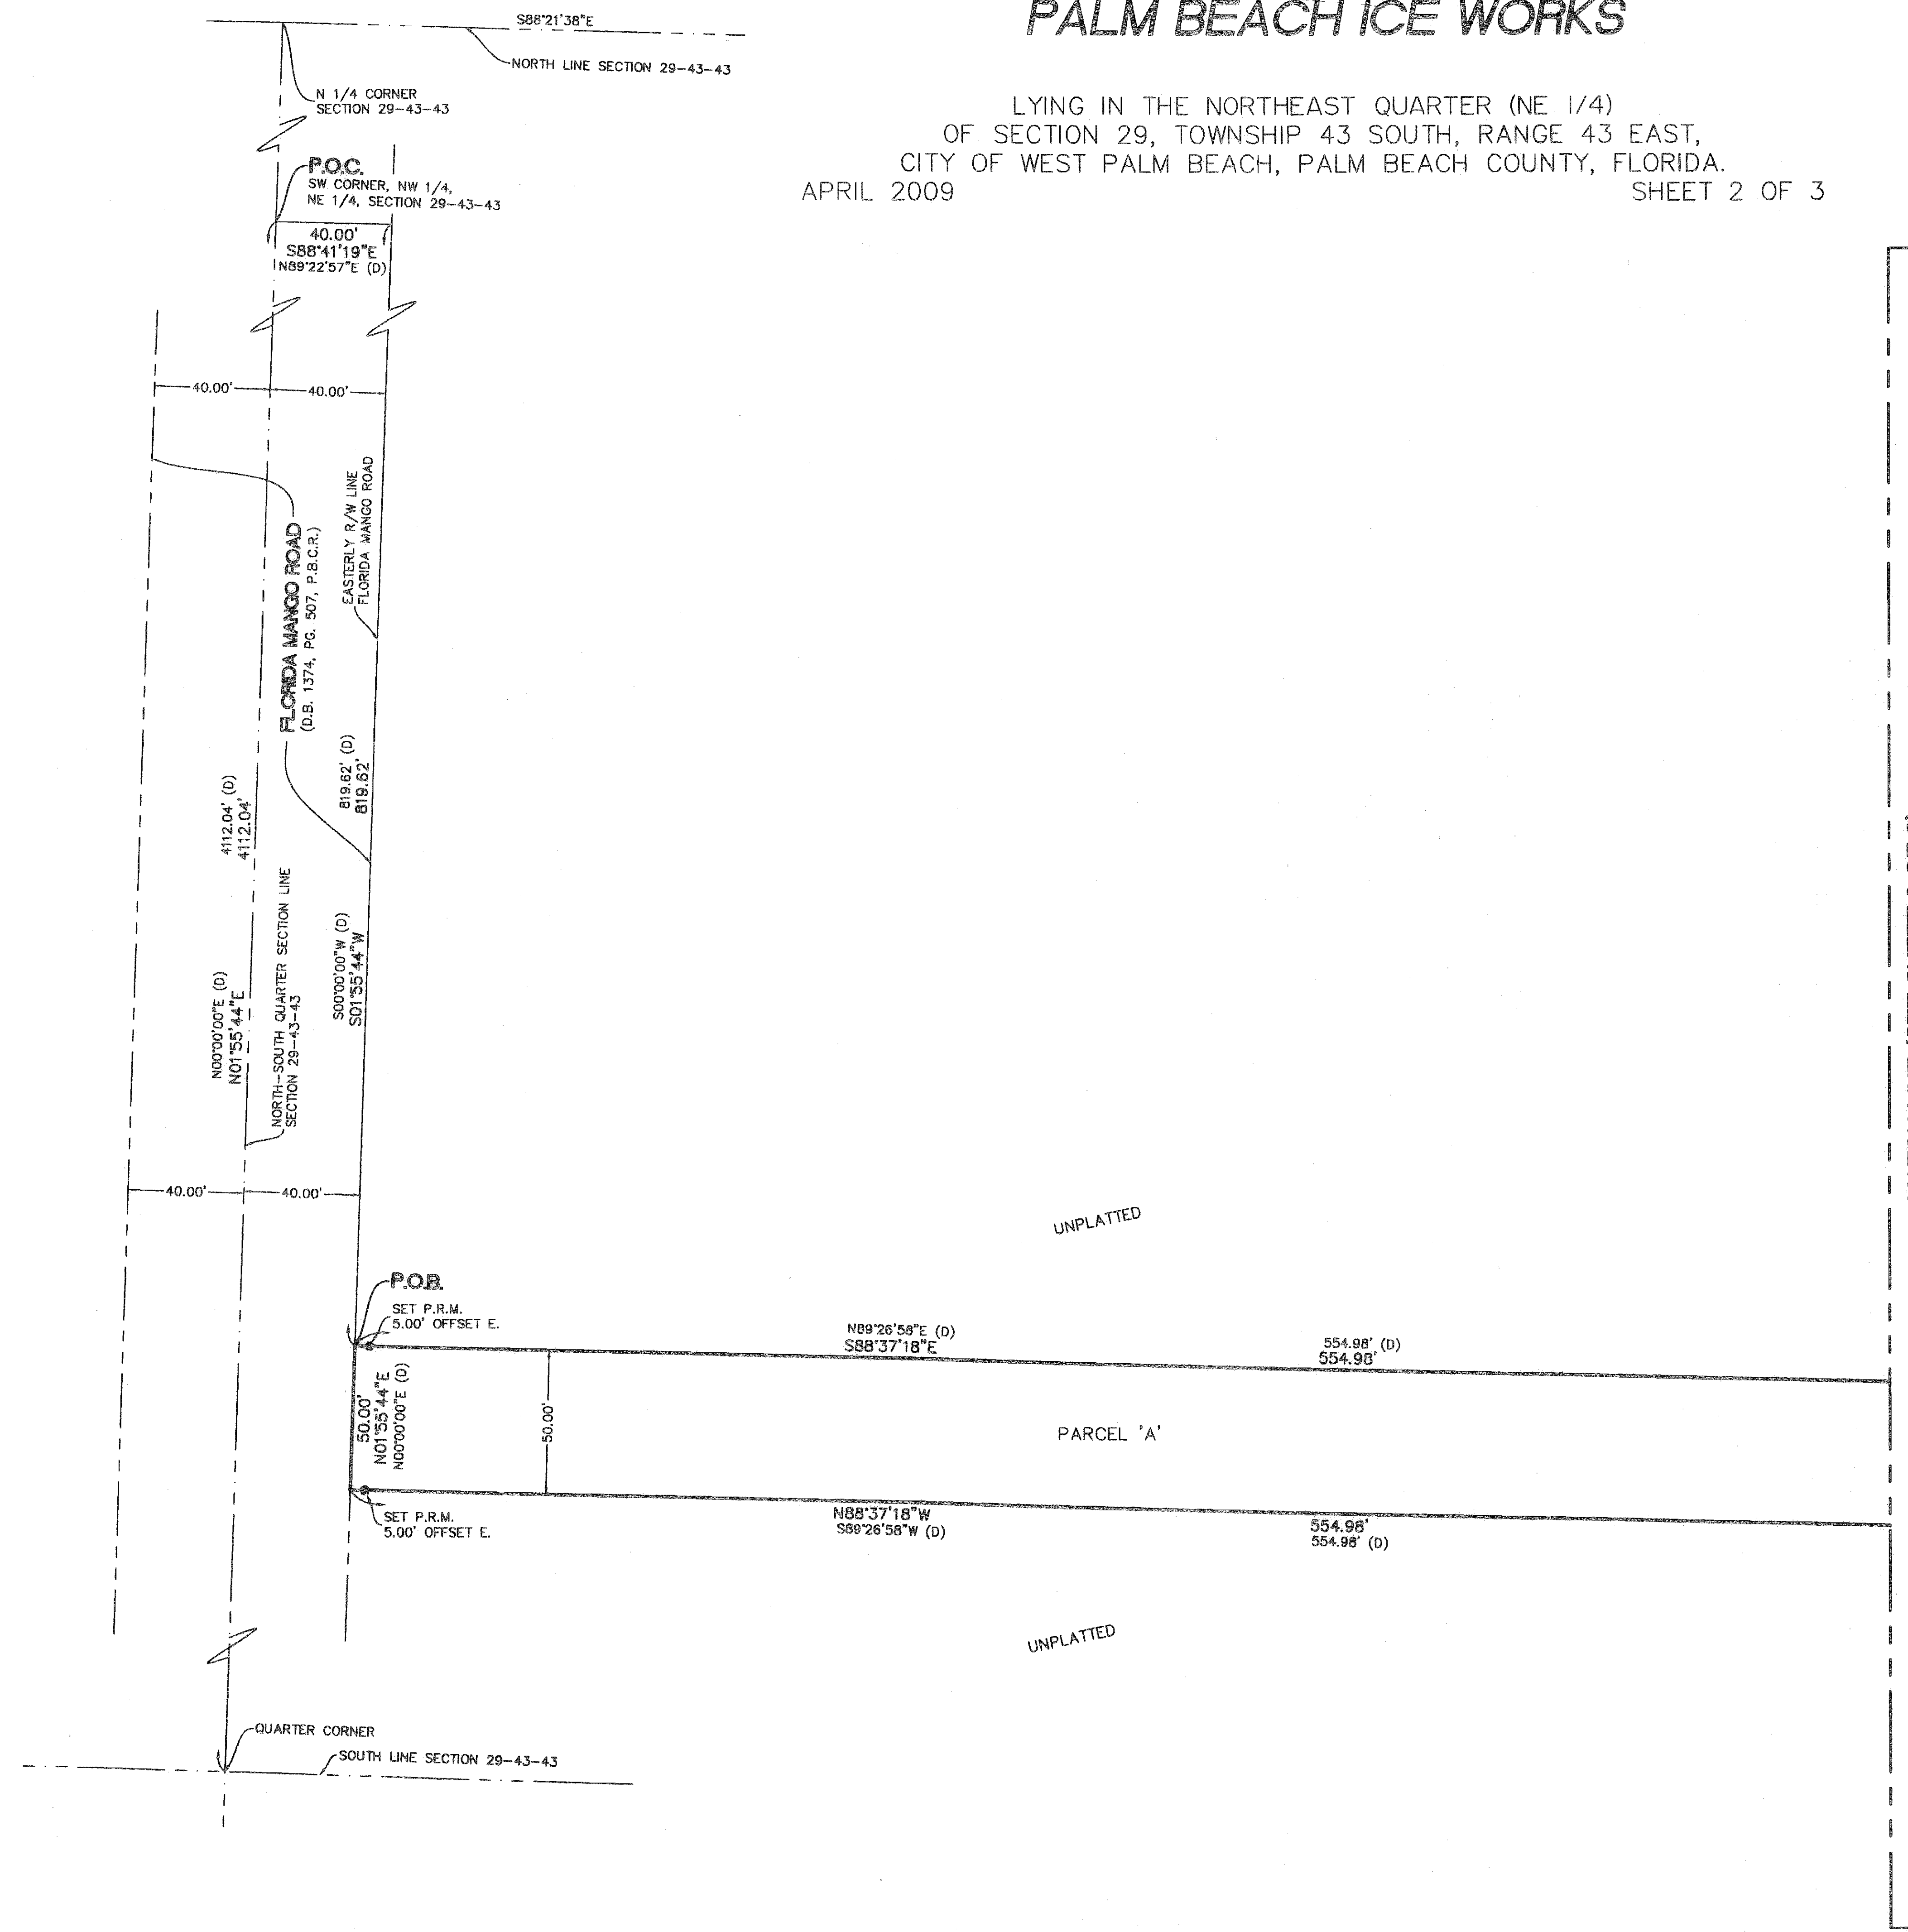 PALM BEACH ICE WORKS
LYING IN THE NORTHEAST QUARTER (NE 1/4)
OF SECTION 29, TOWNSHIP 43 SOUTH, RANGE 43 EAST,
CITY OF WEST PALM BEACH, PALM BEACH COUNTY, FLORIDA.
APRIL 2009
SHEET 2 OF 3
S88°21'38"E
NORTH LINE SECTION 29-43-43
N 1/4 CORNER
SECTION 29-43-43
P.O.C.
SW CORNER, NW 1/4,
NE 1/4, SECTION 29-43-43
40.00'
S88°41'19"E
N89°22'57"E (D)
40.00'
40.00'
FLORIDA MANGO ROAD
(D.B. 1374, PG. 507, P.B.C.R.)
EASTERLY R/W LINE
FLORIDA MANGO ROAD
4112.04' (D)
4112.04'
819.62' (D)
819.62'
N00°00'00"E (D)
N01°55'44"E
NORTH-SOUTH QUARTER SECTION LINE
SECTION 29-43-43
S00°00'00"W (D)
S01°55'44"W
40.00'
40.00'
UNPLATTED
P.O.B.
SET P.R.M.
5.00' OFFSET E.
N89°26'58"E (D)
S88°37'18"E
554.98' (D)
554.98'
50.00'
N01°55'44"E
N00°00'00"E (D)
50.00'
PARCEL 'A'
SET P.R.M.
5.00' OFFSET E.
N88°37'18"W
S89°26'58"W (D)
554.98'
554.98' (D)
UNPLATTED
QUARTER CORNER
SOUTH LINE SECTION 29-43-43